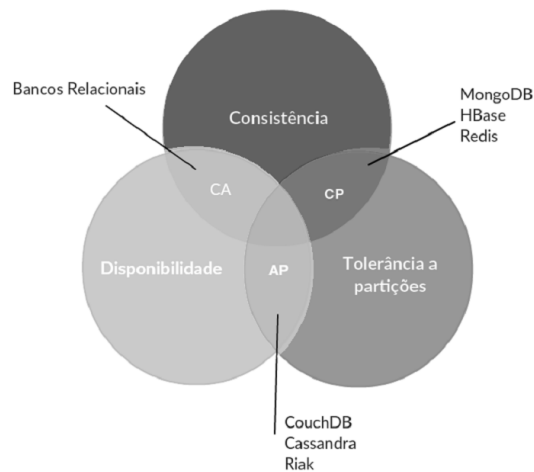 Bancos Relacionais
Consistência
MongoDB
HBase
Redis
CA
CP
Disponibilidade
AP
Tolerância a
partições
CouchDB
Cassandra
Riak